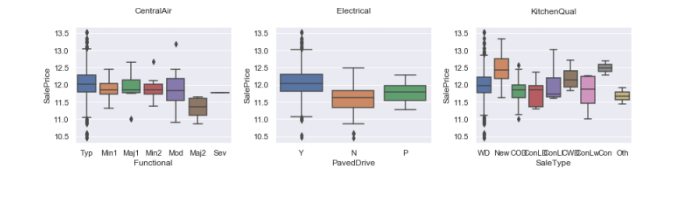 CentralAir
Electrical
KitchenQual
SalePrice
13.5
13.0
12.5
12.0
11.5
11.0
10.5
Typ Min1 Maj1 Min2 Mod Maj2 Sev
Functional
SalePrice
13.5
13.0
12.5
12.0
11.5
11.0
10.5
Y N P
PavedDrive
SalePrice
13.5
13.0
12.5
12.0
11.5
11.0
10.5
WD New COD ConLD ConLI CWD ConLw Con Oth
SaleType